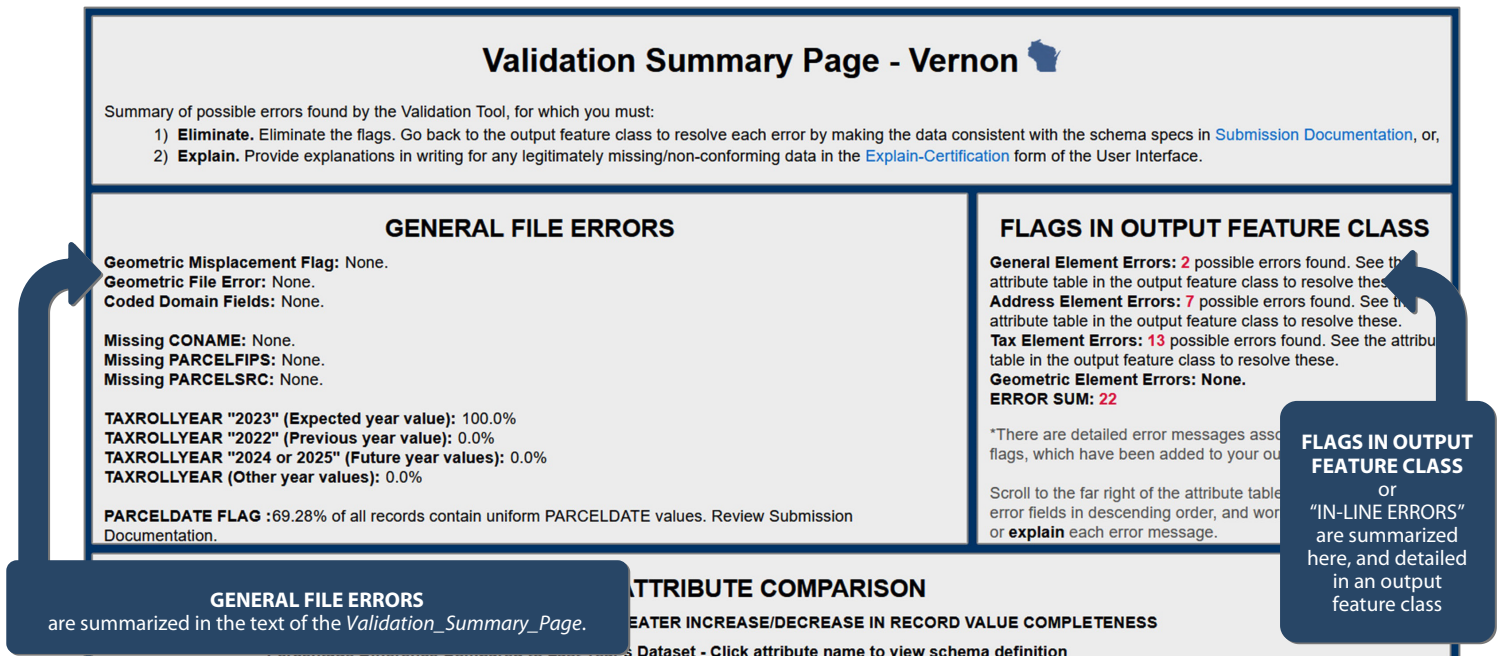 Validation Summary Page - Vernon
Summary of possible errors found by the Validation Tool, for which you must:
1) Eliminate. Eliminate the flags. Go back to the output feature class to resolve each error by making the data consistent with the schema specs in Submission Documentation, or,
2) Explain. Provide explanations in writing for any legitimately missing/non-conforming data in the Explain-Certification form of the User Interface.
GENERAL FILE ERRORS
Geometric Misplacement Flag: None.
Geometric File Error: None.
Coded Domain Fields: None.
Missing CONAME: None.
Missing PARCELFIPS: None.
Missing PARCELSRC: None.
TAXROLLYEAR "2023" (Expected year value): 100.0%
TAXROLLYEAR "2022" (Previous year value): 0.0%
TAXROLLYEAR "2024 or 2025" (Future year values): 0.0%
TAXROLLYEAR (Other year values): 0.0%
PARCELDATE FLAG :69.28% of all records contain uniform PARCELDATE values. Review Submission
Documentation.
FLAGS IN OUTPUT FEATURE CLASS
General Element Errors: 2 possible errors found. See
attribute table in the output feature class to resolve
Address Element Errors: 7 possible errors found. See
attribute table in the output feature class to resolve these.
Tax Element Errors: 13 possible errors found. See the
table in the output feature class to resolve these.
Geometric Element Errors: None.
ERROR SUM: 22
*There are detailed error messages
flags, which have been added to your
Scroll to the far right of the attribute table
error fields in descending order, and
or explain each error message.
FLAGS IN OUTPUT
FEATURE CLASS
or
“IN-LINE ERRORS”
are summarized
here, and detailed
in an output
feature class
GENERAL FILE ERRORS
are summarized in the text of the Validation_Summary_Page.
COMPARISON
INCREASE/DECREASE IN RECORD VALUE COMPLETENESS
Dataset - Click attribute name to view schema definition